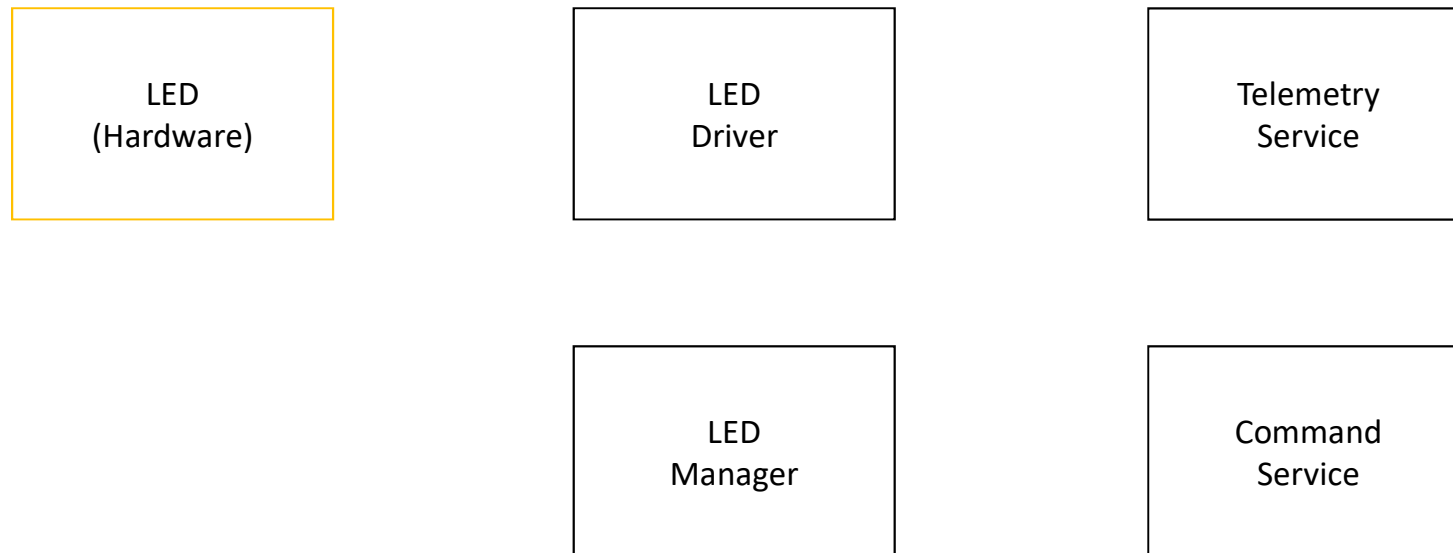 LED
(Hardware)
LED
Driver
Telemetry
Service
LED
Manager
Command
Service